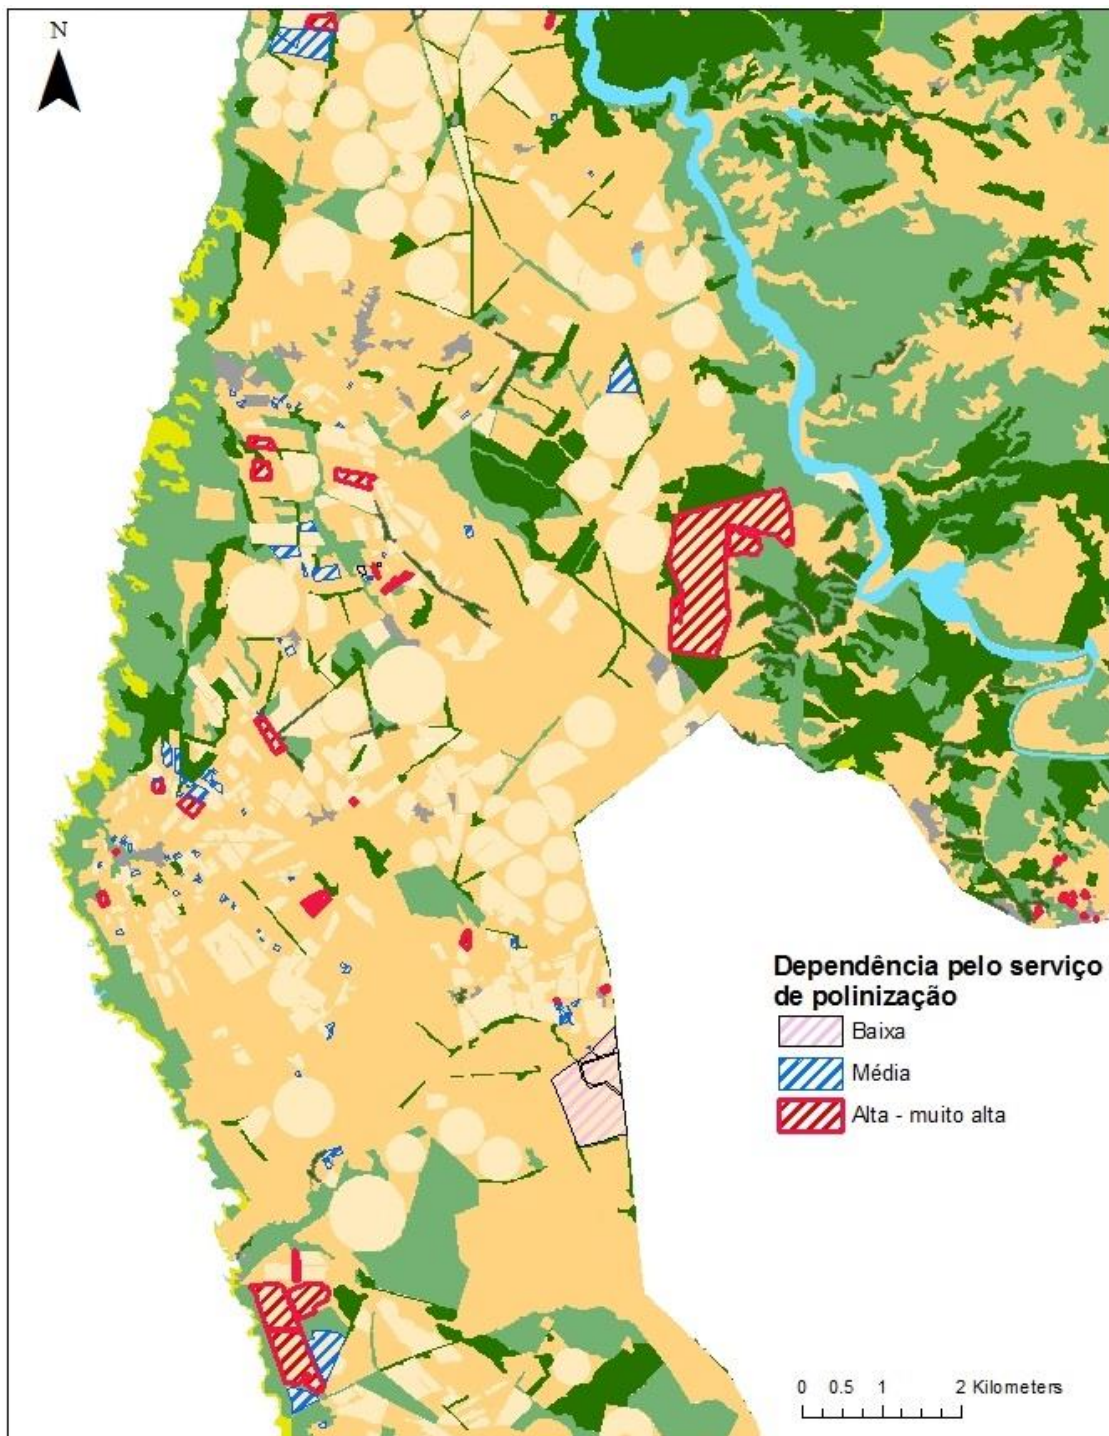 N
Dependência pelo serviço
de polinização
Baixa
Média
Alta - muito alta
0 0.5 1 2 Kilometers